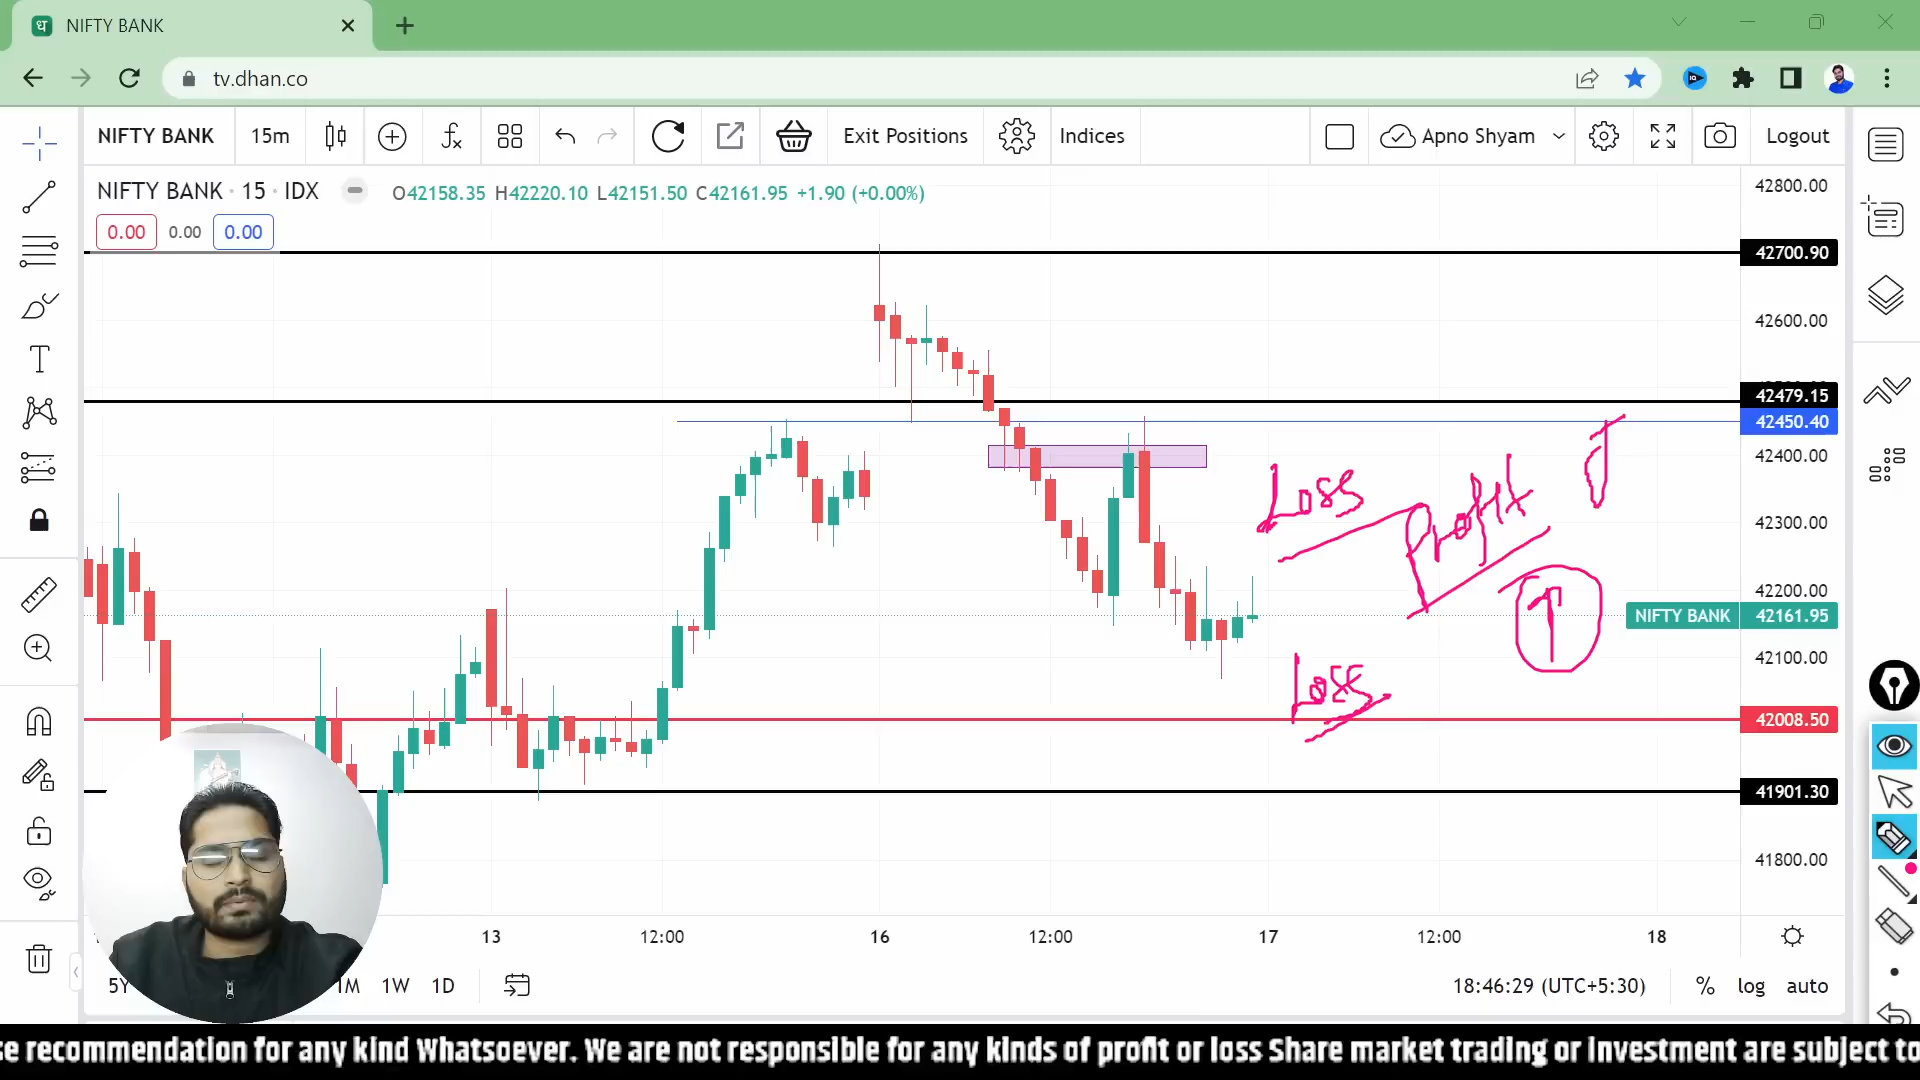 NIFTY BANK
tv.dhan.co
NIFTY BANK 15m Exit Positions Indices Apno Shyam Logout
NIFTY BANK · 15 · IDX O42158.35 H42220.10 L42151.50 C42161.95 +1.90 (+0.00%)
0.00 0.00 0.00
42800.00
42700.90
42600.00
42479.15
42450.40
42400.00
42300.00
42200.00
NIFTY BANK 42161.95
42100.00
42008.50
41901.30
41800.00
Loss
Profit
Loss
13 12:00 16 12:00 17 12:00 18
5Y 1M 1W 1D 18:46:29 (UTC+5:30) % log auto
se recommendation for any kind Whatsoever. We are not responsible for any kinds of profit or loss Share market trading or investment are subject to